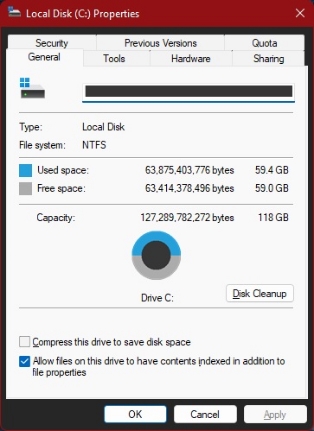 Local Disk (C:) Properties
Security Previous Versions Quota
General Tools Hardware Sharing
Type: Local Disk
File system: NTFS
Used space: 63,875,403,776 bytes 59.4 GB
Free space: 63,414,378,496 bytes 59.0 GB
Capacity: 127,289,782,272 bytes 118 GB
Drive C:
Disk Cleanup
Compress this drive to save disk space
Allow files on this drive to have contents indexed in addition to
file properties
OK Cancel Apply